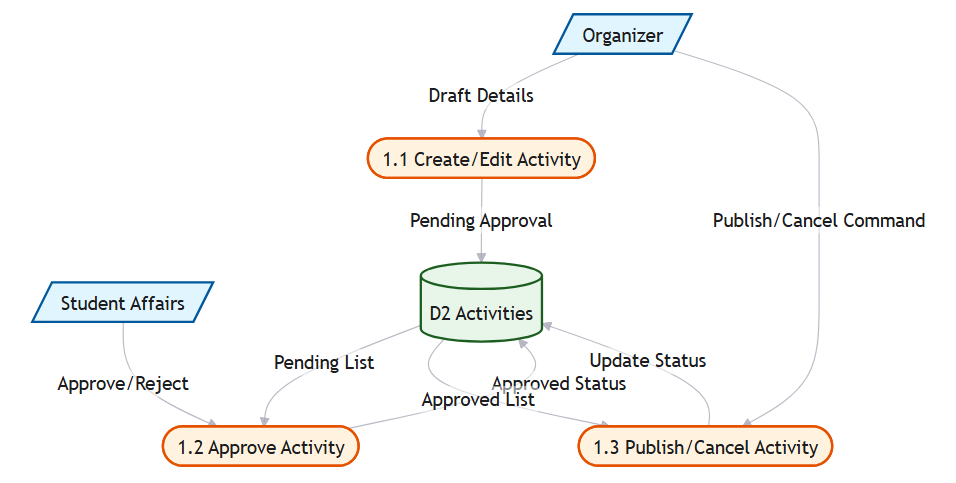 Organizer
Draft Details
1.1 Create/Edit Activity
Pending Approval
Publish/Cancel Command
Student Affairs
D2 Activities
Pending List
Update Status
Approve/Reject
Approved Status
Approved List
1.2 Approve Activity
1.3 Publish/Cancel Activity